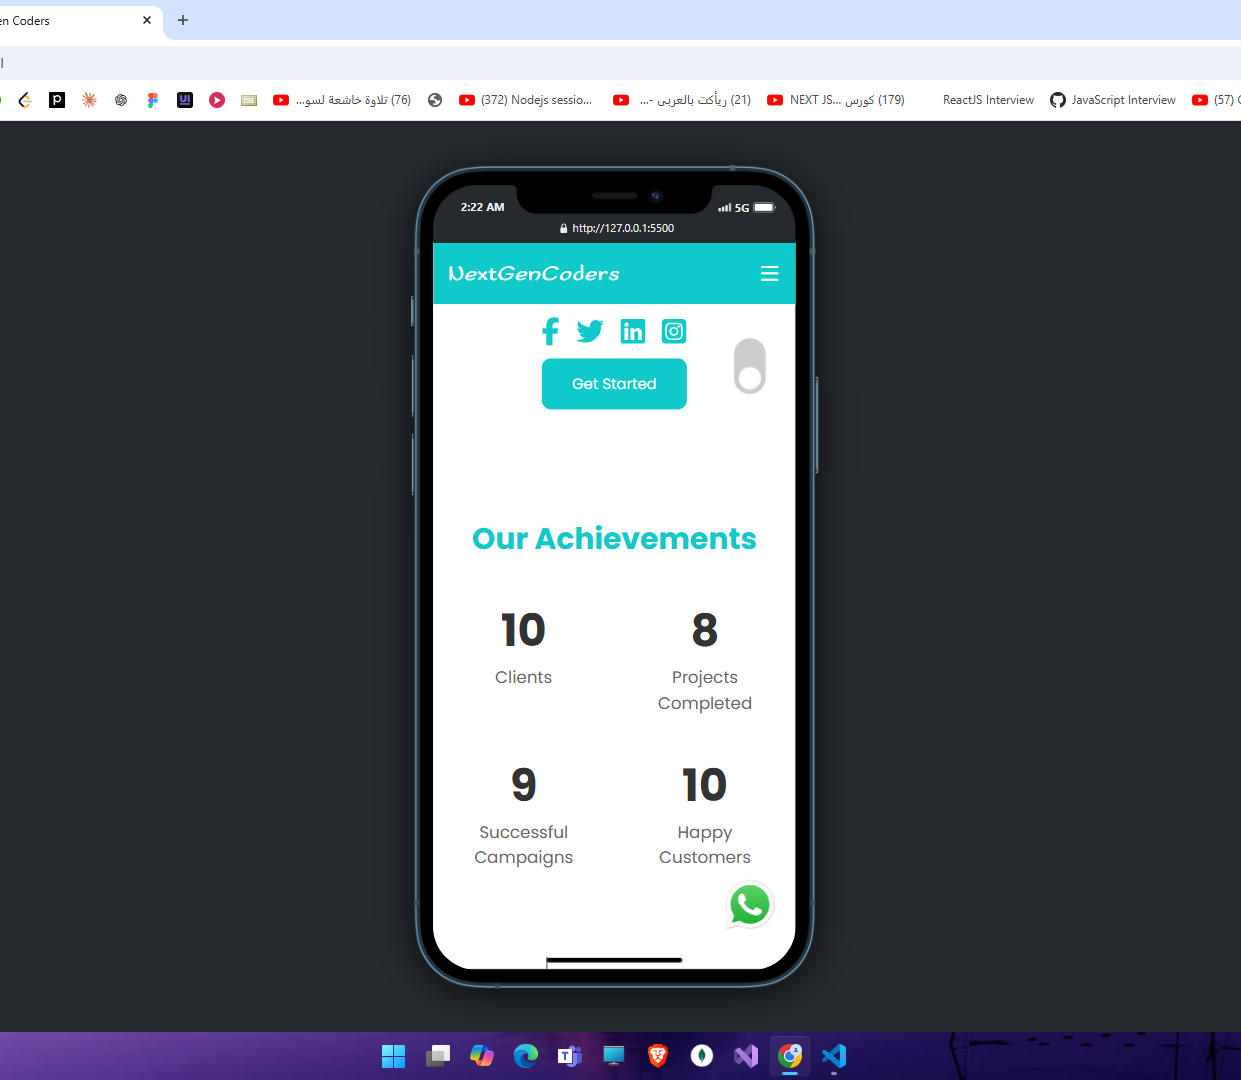 en Coders
(76) تلاوة خاشعة لسو...
(372) Nodejs sessio...
(21) ريأكت بالعربى -...
(179) كورس NEXT JS...
ReactJS Interview
JavaScript Interview
(57)
2:22 AM
5G
http://127.0.0.1:5500
NextGenCoders
Get Started
Our Achievements
10
8
Clients
Projects
Completed
9
10
Successful
Campaigns
Happy
Customers